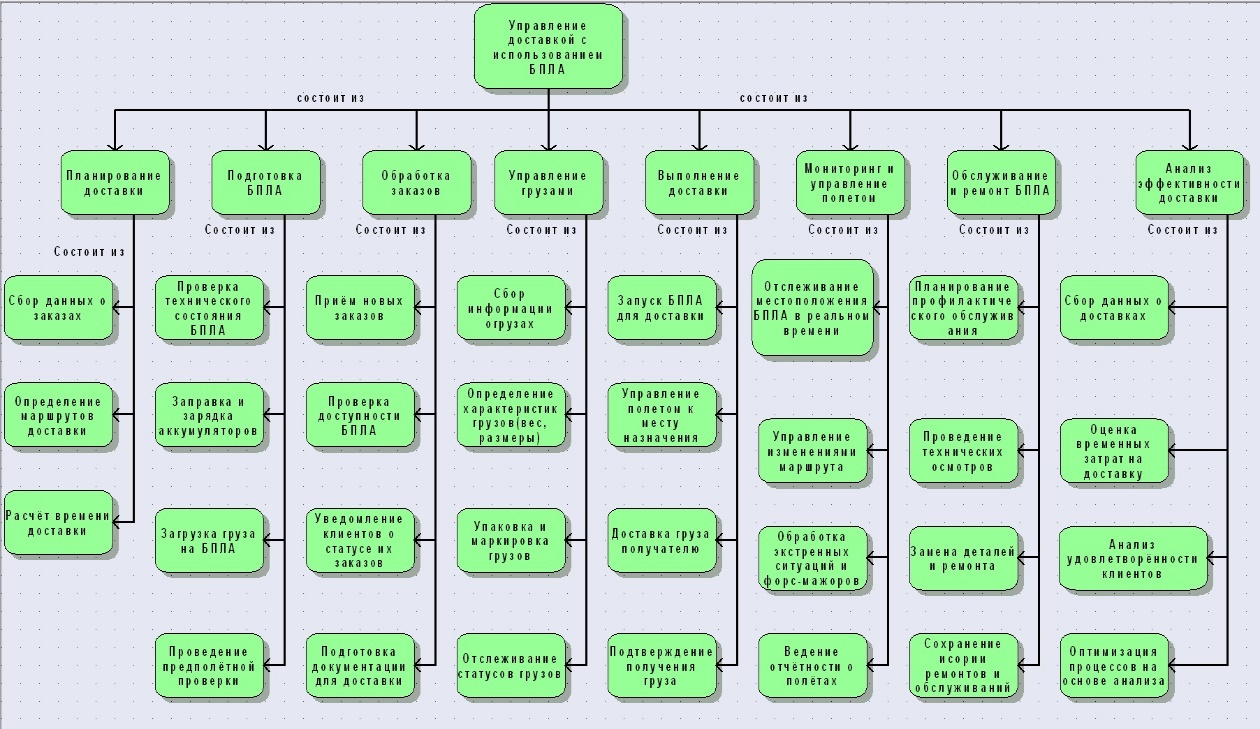 Управление
доставкой с
использованием
БПЛА
состоит из
состоит из
Планирование
доставки
Подготовка
БПЛА
Обработка
заказов
Управление
грузами
Выполнение
доставки
Мониторинг и
управление
полетом
Обслуживание
и ремонт БПЛА
Анализ
эффективности
доставки
Состоит из
Состоит из
Состоит из
Состоит из
Состоит из
Состоит из
Состоит из
Состоит из
Сбор данных о
заказах
Определение
маршрутов
доставки
Расчёт времени
доставки
Проверка
технического
состояния
БПЛА
Заправка и
зарядка
аккумуляторов
Загрузка груза
на БПЛА
Проведение
предполётной
проверки
Приём новых
заказов
Проверка
доступности
БПЛА
Уведомление
клиентов о
статусе их
заказов
Подготовка
документации
для доставки
Сбор
информации
огрузах
Определение
характеристик
грузов(вес,
размеры)
Упаковка и
маркировка
грузов
Отслеживание
статусов грузов
Запуск БПЛА
для доставки
Управление
полетом к
месту
назначения
Доставка груза
получателю
Подтверждение
получения
груза
Отслеживание
местоположения
БПЛА в реальном
времени
Управление
изменениями
маршрута
Обработка
экстренных
ситуаций и
форс-мажоров
Ведение
отчётности о
полётах
Планирование
профилактиче
ского обслужив
ания
Проведение
технических
осмотров
Замена деталей
и ремонта
Сохранение
исории
ремонтов и
обслуживаний
Сбор данных о
доставках
Оценка
временных
затрат на
доставку
Анализ
удовлетворённости
клиентов
Оптимизация
процессов на
основе анализа